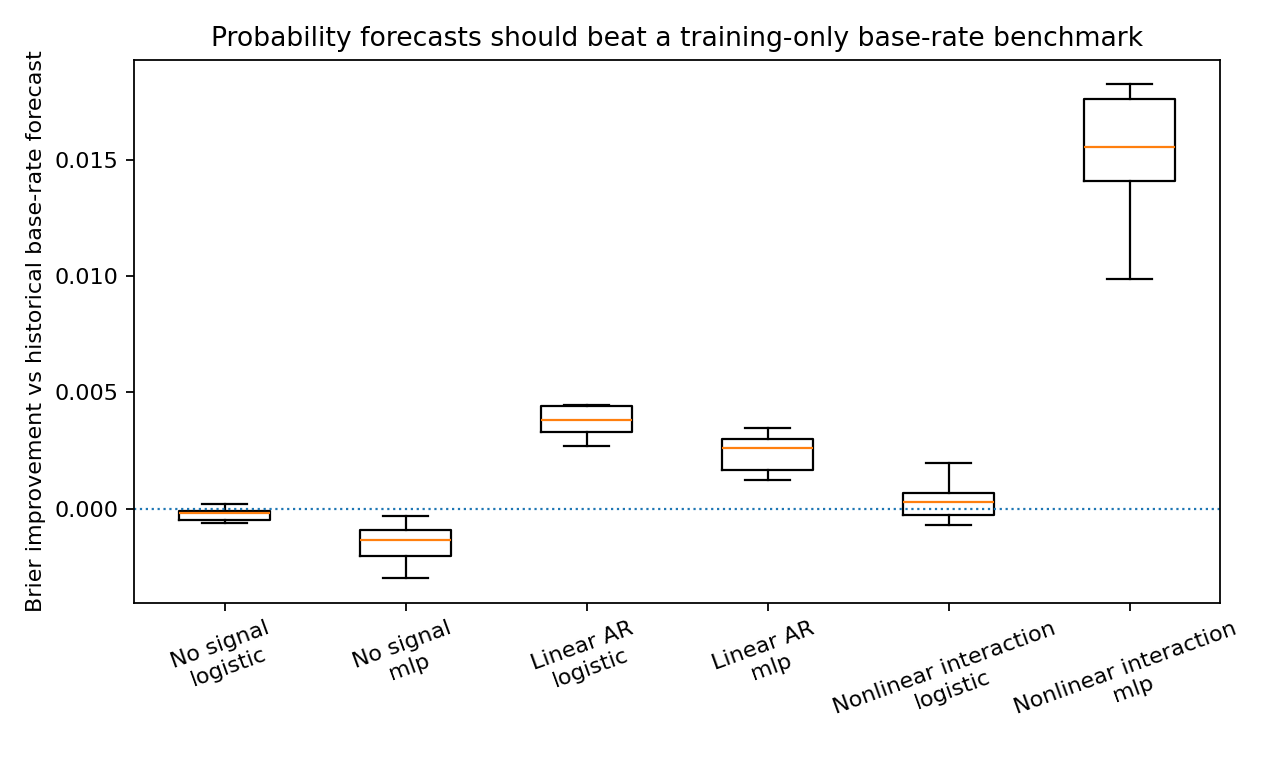 Probability forecasts should beat a training-only base-rate benchmark
Brier improvement vs historical base-rate forecast
0.015
0.010
0.005
0.000
No signal
logistic
No signal
mlp
Linear AR
logistic
Linear AR
mlp
Nonlinear interaction
logistic
Nonlinear interaction
mlp